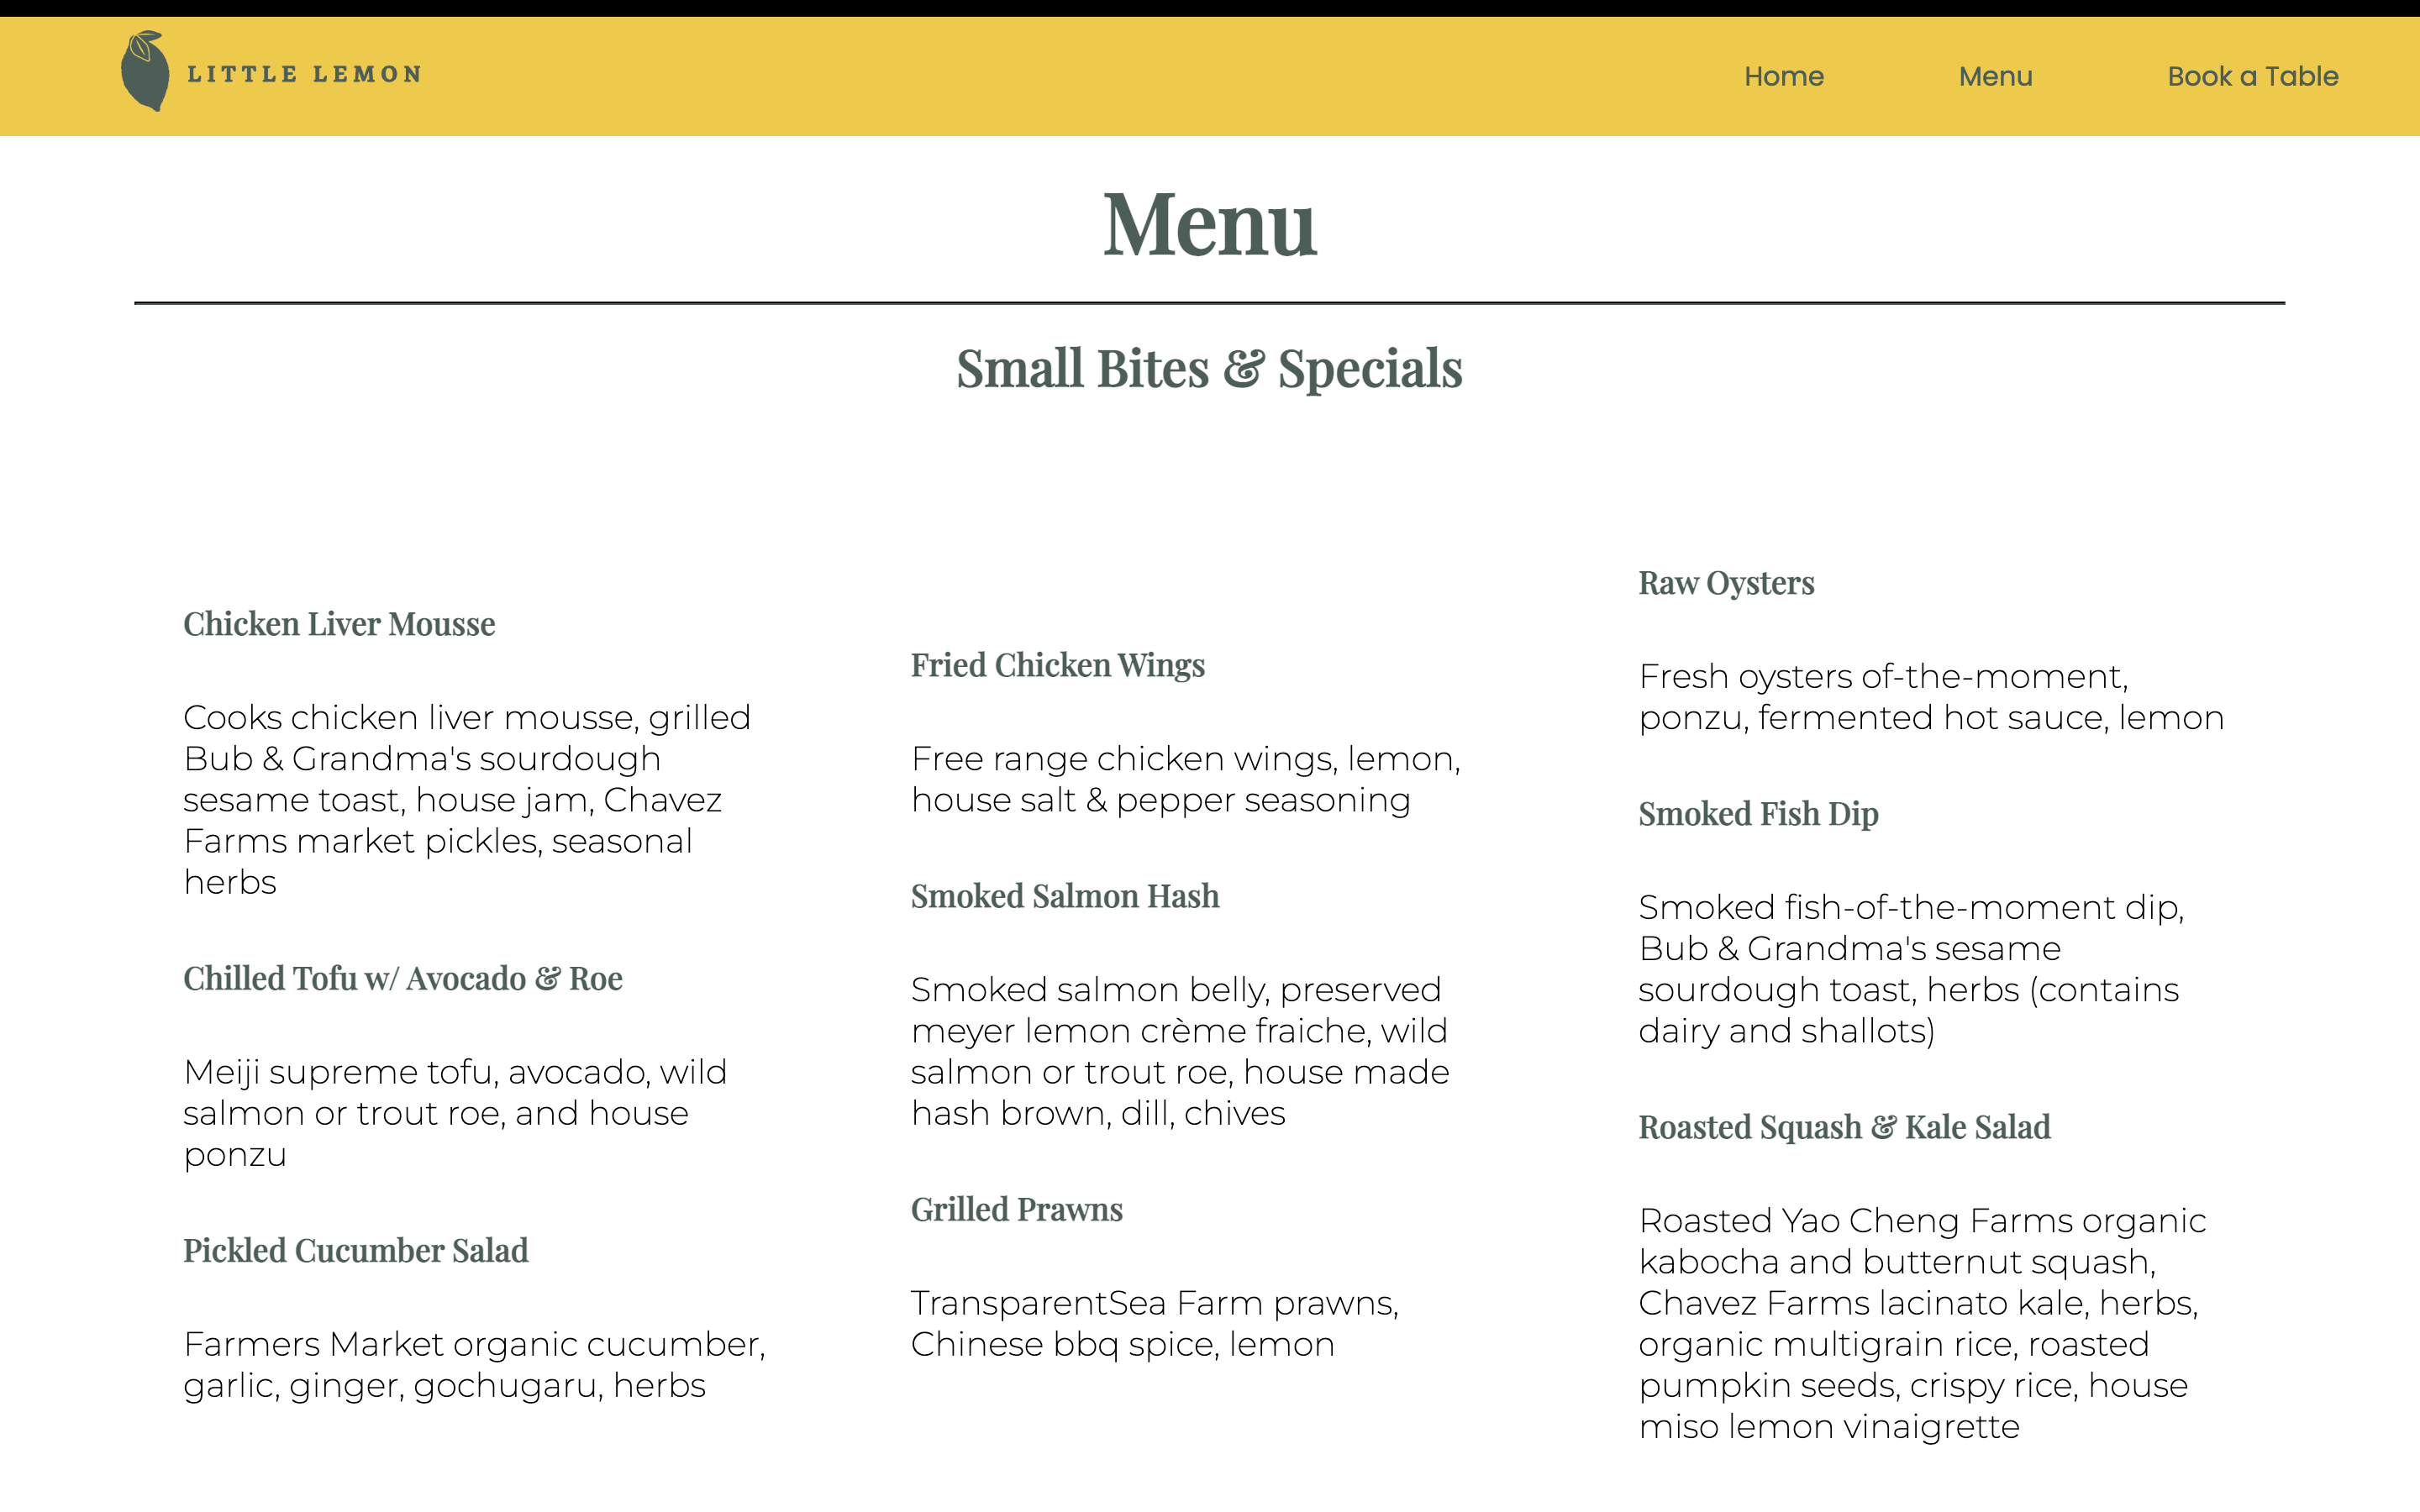 LITTLE LEMON
Home
Menu
Book a Table
Menu
Small Bites & Specials
Chicken Liver Mousse
Cooks chicken liver mousse, grilled
Bub & Grandma's sourdough
sesame toast, house jam, Chavez
Farms market pickles, seasonal
herbs
Chilled Tofu w/ Avocado & Roe
Meiji supreme tofu, avocado, wild
salmon or trout roe, and house
ponzu
Pickled Cucumber Salad
Farmers Market organic cucumber,
garlic, ginger, gochugaru, herbs
Fried Chicken Wings
Free range chicken wings, lemon,
house salt & pepper seasoning
Smoked Salmon Hash
Smoked salmon belly, preserved
meyer lemon crème fraiche, wild
salmon or trout roe, house made
hash brown, dill, chives
Grilled Prawns
TransparentSea Farm prawns,
Chinese bbq spice, lemon
Raw Oysters
Fresh oysters of-the-moment,
ponzu, fermented hot sauce, lemon
Smoked Fish Dip
Smoked fish-of-the-moment dip,
Bub & Grandma's sesame
sourdough toast, herbs (contains
dairy and shallots)
Roasted Squash & Kale Salad
Roasted Yao Cheng Farms organic
kabocha and butternut squash,
Chavez Farms lacinato kale, herbs,
organic multigrain rice, roasted
pumpkin seeds, crispy rice, house
miso lemon vinaigrette